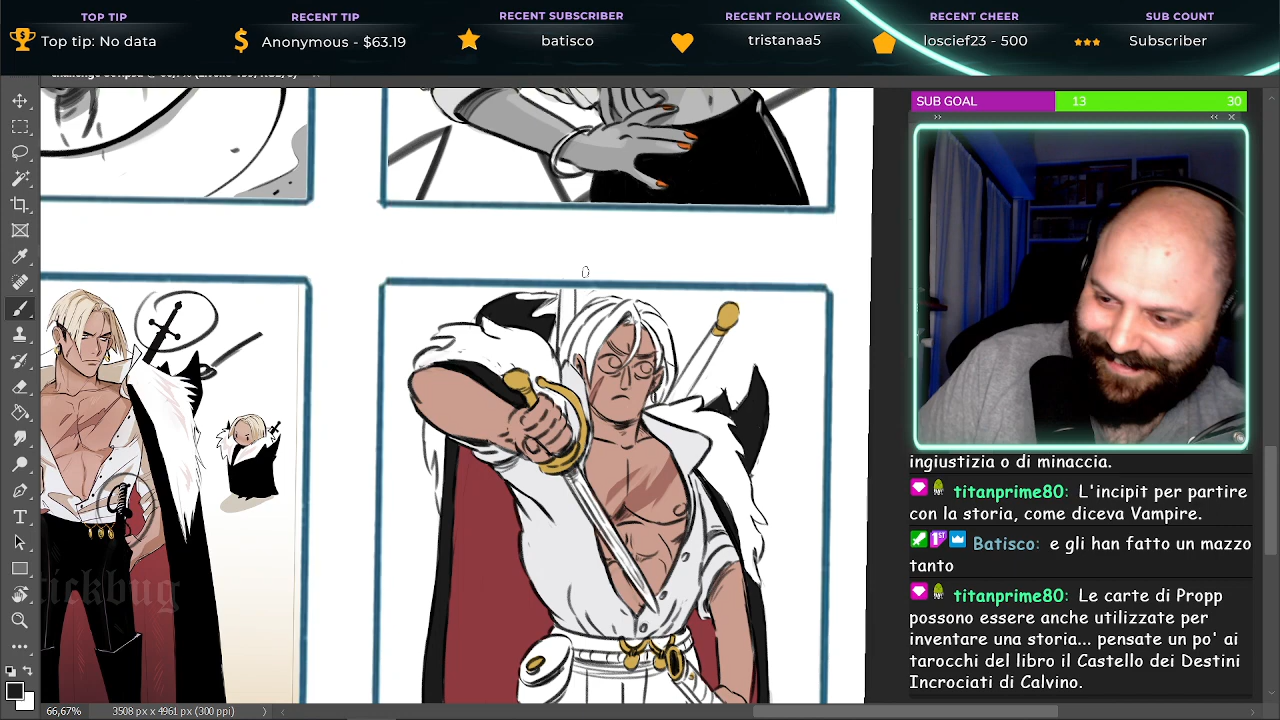 TOP TIP
Top tip: No data
RECENT TIP
Anonymous - $63.19
RECENT SUBSCRIBER
batisco
RECENT FOLLOWER
tristanaa5
RECENT CHEER
loscief23 - 500
SUB COUNT
Subscriber
SUB GOAL 13 30
ingiustizia o di minaccia.
titanprime80: L'incipit per partire
con la storia, come diceva Vampire.
1ST Batisco: e gli han fatto un mazzo
tanto
titanprime80: Le carte di Propp
possono essere anche utilizzate per
inventare una storia... pensate un po' ai
tarocchi del libro il Castello dei Destini
Incrociati di Calvino.
tickbug
66,67% 3508 px x 4961 px (300 ppi)